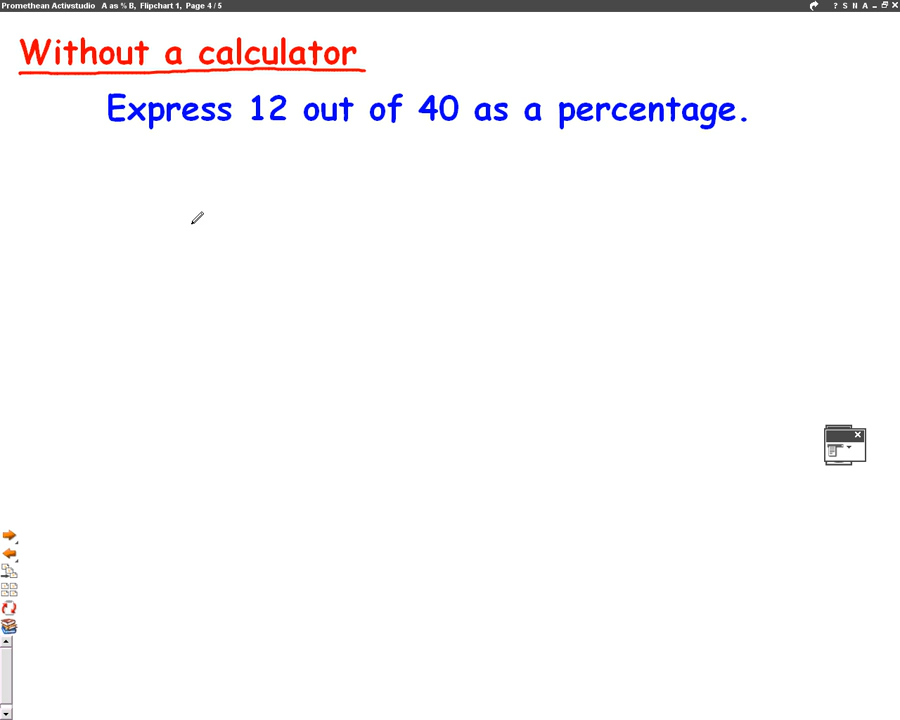 Promethean Activstudio A as % B, Flipchart 1, Page 4 / 5
? S N A
Without a calculator
Express 12 out of 40 as a percentage.